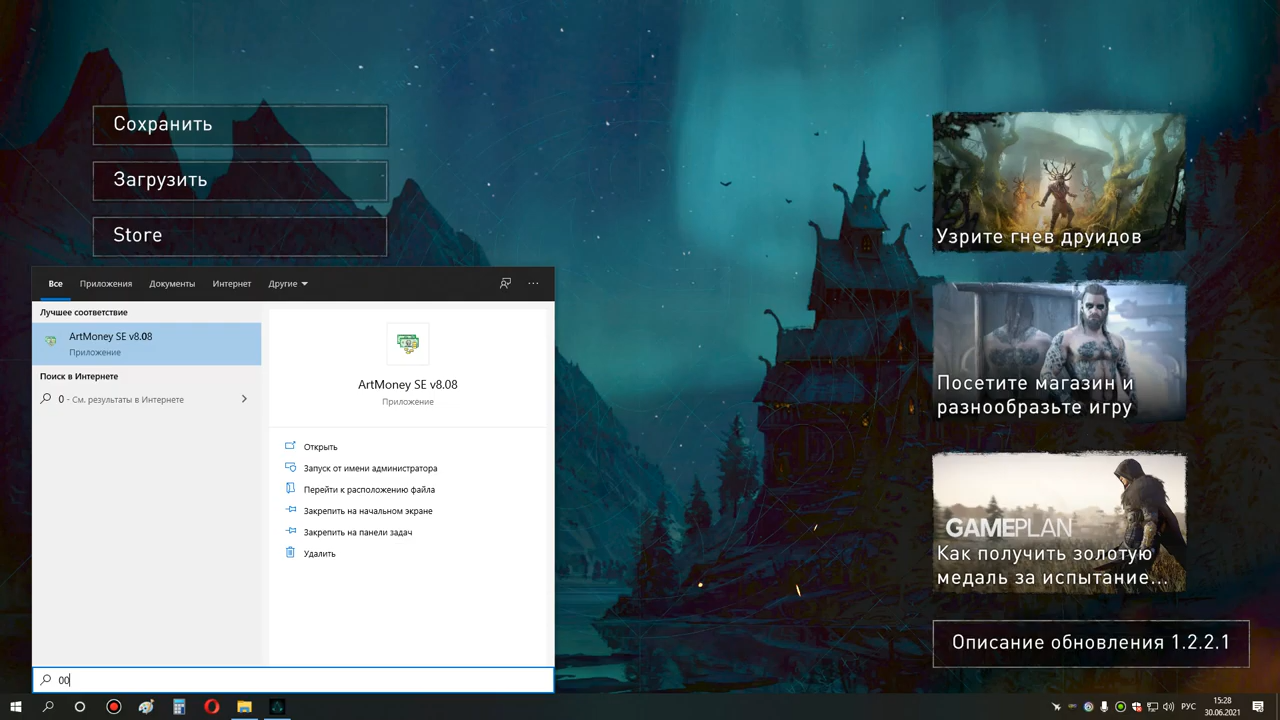 Сохранить
Загрузить
Store
Все
Приложения
Документы
Интернет
Другие
Лучшее соответствие
ArtMoney SE v8.08
Приложение
Поиск в Интернете
0 - См. результаты в Интернете
ArtMoney SE v8.08
Приложение
Открыть
Запуск от имени администратора
Перейти к расположению файла
Закрепить на начальном экране
Закрепить на панели задач
Удалить
00
Узрите гнев друидов
Посетите магазин и
разнообразьте игру
GAMEPLAN
Как получить золотую
медаль за испытание...
Описание обновления 1.2.2.1
РУС
15:28
30.06.2021